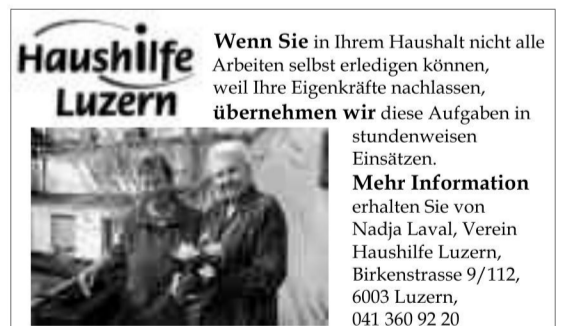 Haushilfe
Luzern
Wenn Sie in Ihrem Haushalt nicht alle
Arbeiten selbst erledigen können,
weil Ihre Eigenkräfte nachlassen,
übernehmen wir diese Aufgaben in
stundenweisen
Einsätzen.
Mehr Information
erhalten Sie von
Nadja Laval, Verein
Haushilfe Luzern,
Birkenstrasse 9/112,
6003 Luzern,
041 360 92 20